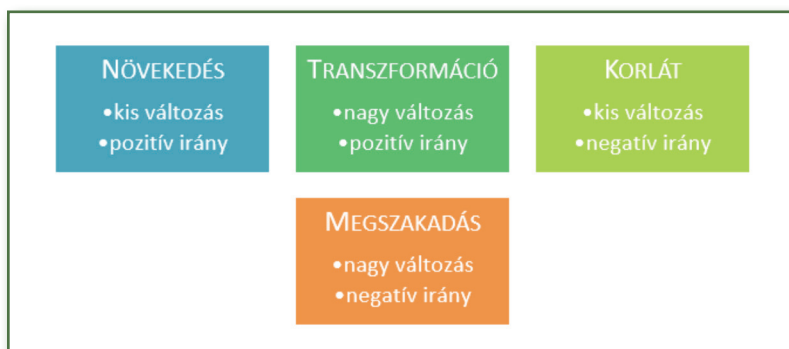 NÖVEKEDÉS
•kis változás
•pozitív irány
TRANSZFORMÁCIÓ
•nagy változás
•pozitív irány
KORLÁT
•kis változás
•negatív irány
MEGSZAKADÁS
•nagy változás
•negatív irány